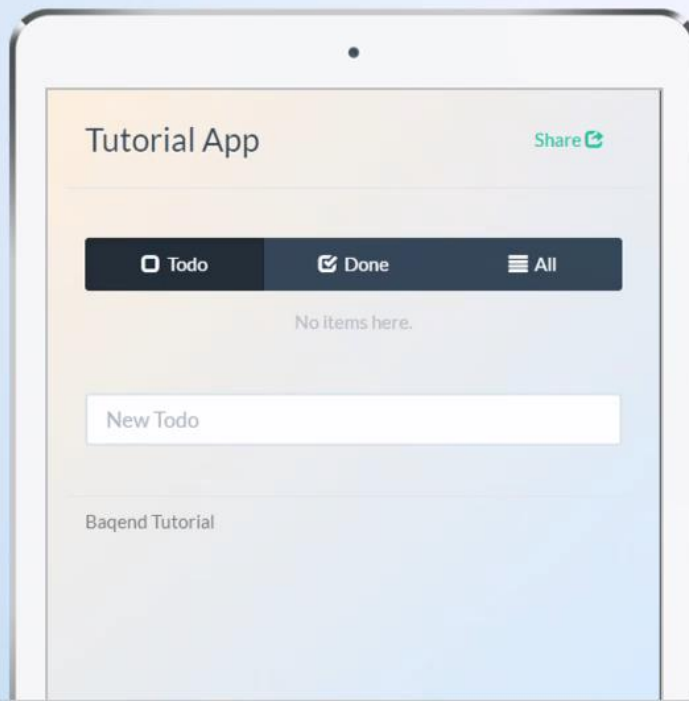 Tutorial App
Share
Todo Done All
No items here.
New Todo
Baqend Tutorial